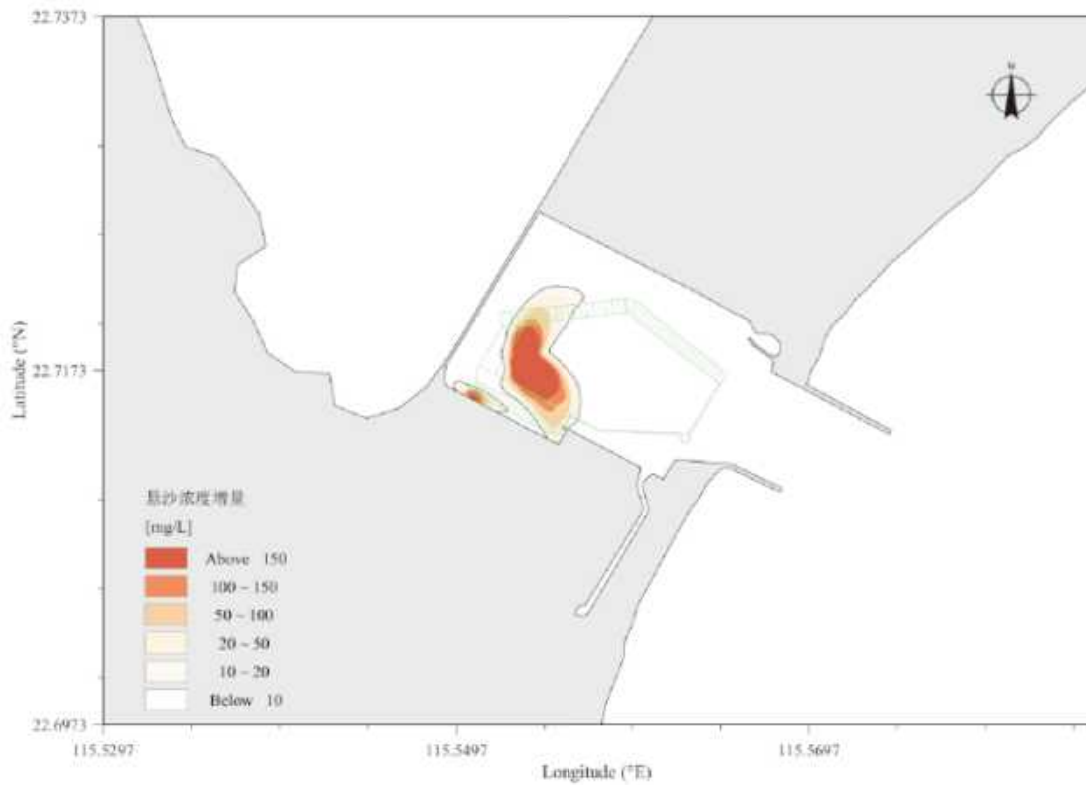 22.7373
N
Latitude (°N)
22.7173
悬沙浓度增量
[mg/L]
Above 150
100 ~ 150
50 ~ 100
20 ~ 50
10 ~ 20
Below 10
22.6973
115.5297
115.5497
115.5697
Longitude (°E)